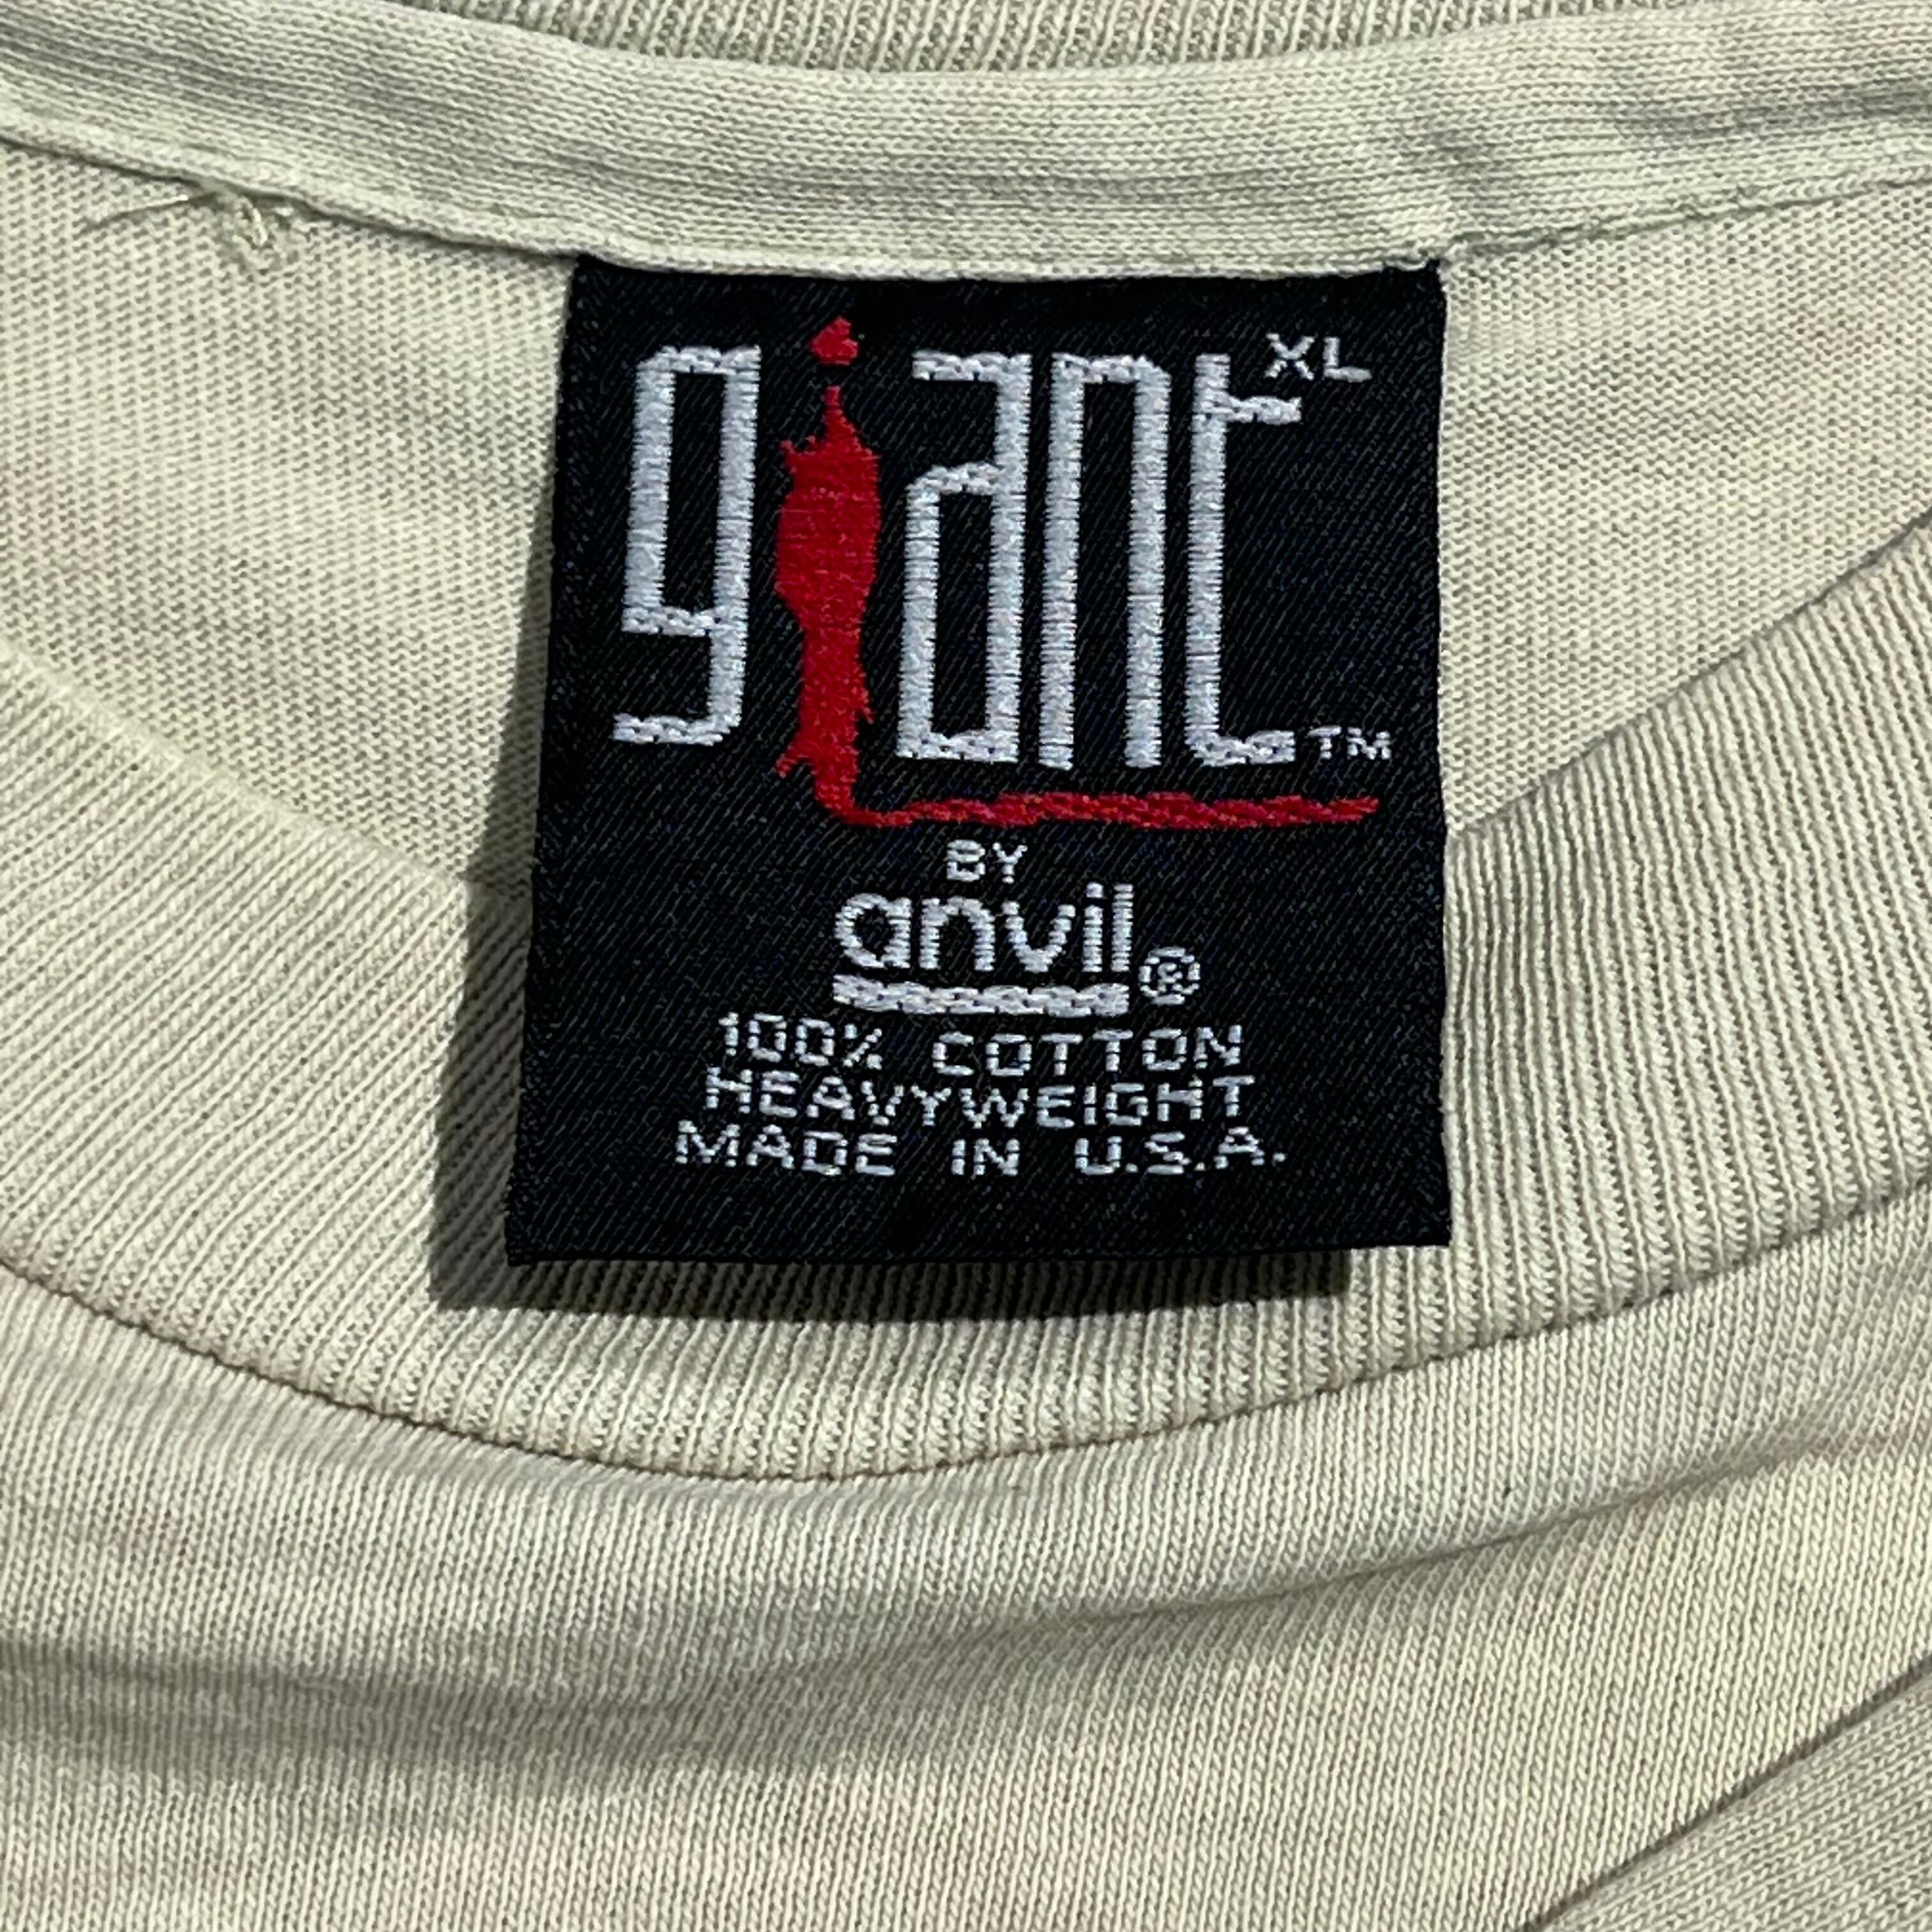 giant XL
TM
BY
anvil®
100% COTTON
HEAVYWEIGHT
MADE IN U.S.A.